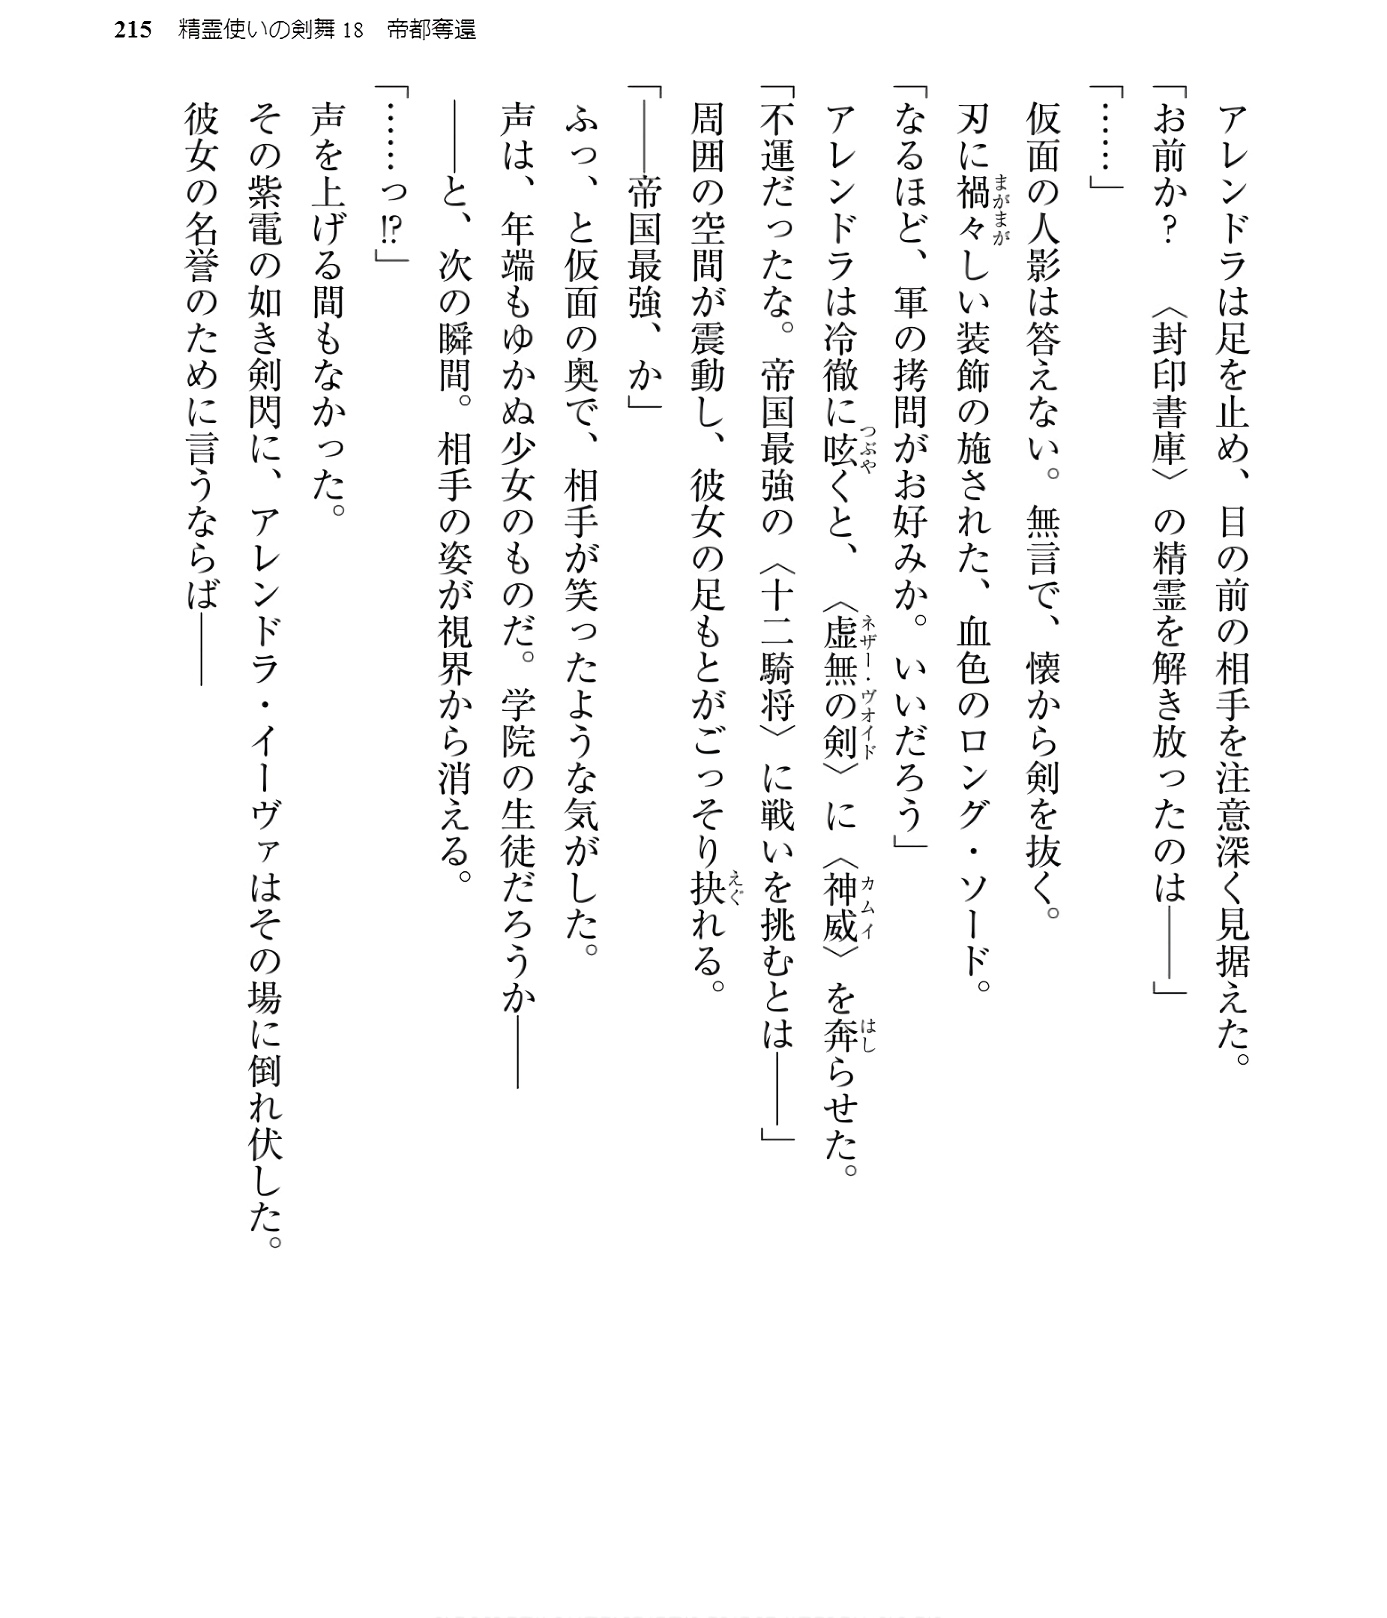 215 精霊使いの剣舞18 帝都奪還
アレンドラは足を止め、目の前の相手を注意深く見据えた。
「お前か？ 〈封印書庫〉の精霊を解き放ったのは――」
「……」
仮面の人影は答えない。無言で、懐から剣を抜く。
刃に禍々しい装飾の施された、血色のロング・ソード。
「なるほど、軍の拷問がお好みか。いいだろう」
アレンドラは冷徹に呟くと、〈虚無の剣〉に〈神威〉を奔らせた。
「不運だったな。帝国最強の〈十二騎将〉に戦いを挑むとは――」
周囲の空間が震動し、彼女の足もとがごっそり抉れる。
「――帝国最強、か」
ふっ、と仮面の奥で、相手が笑ったような気がした。
声は、年端もゆかぬ少女のものだ。学院の生徒だろうか――
――と、次の瞬間。相手の姿が視界から消える。
「……っ!?」
声を上げる間もなかった。
その紫電の如き剣閃に、アレンドラ・イーヴァはその場に倒れ伏した。
彼女の名誉のために言うならば――